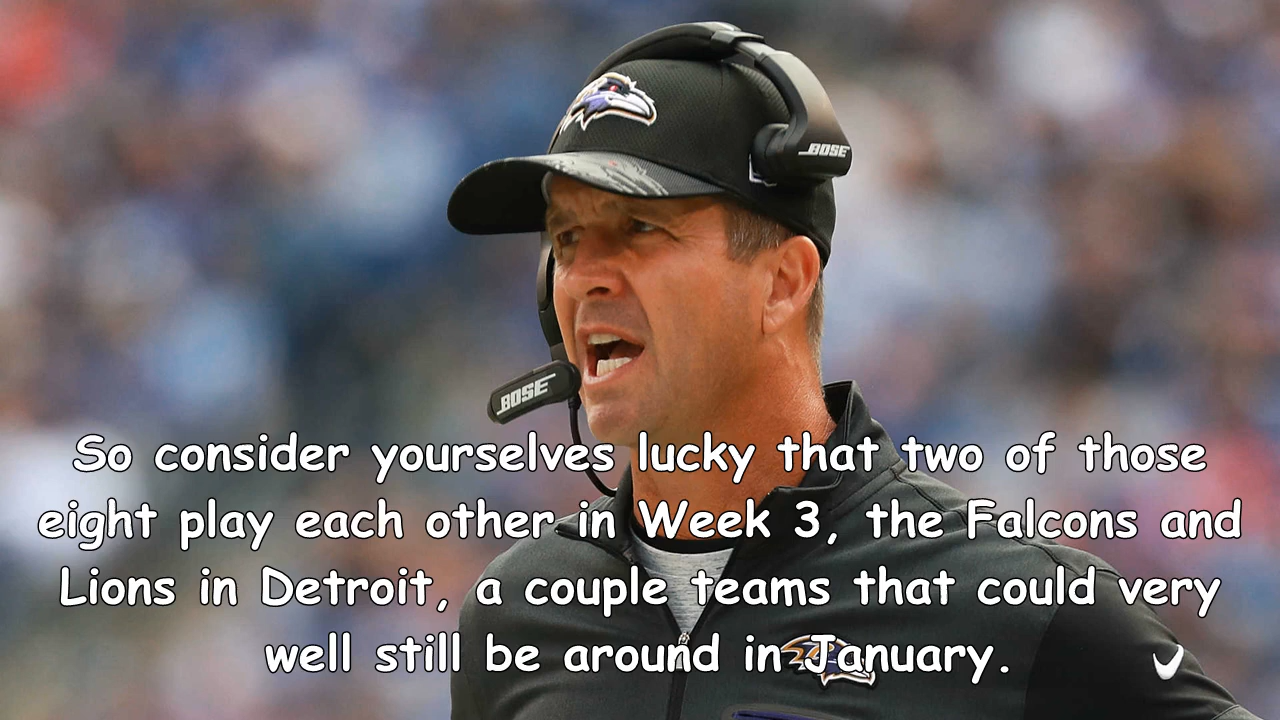 BOSE
BOSE
So consider yourselves lucky that two of those
eight play each other in Week 3, the Falcons and
Lions in Detroit, a couple teams that could very
well still be around in January.